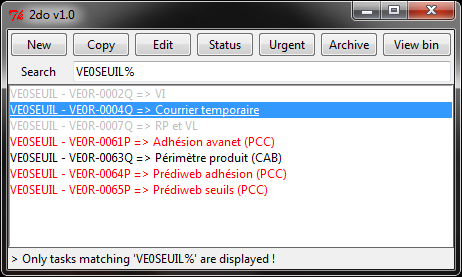 2do v1.0
New Copy Edit Status Urgent Archive View bin
Search VE0SEUIL%
VE0SEUIL - VE0R-0002Q => VI
VE0SEUIL - VE0R-0004Q => Courrier temporaire
VE0SEUIL - VE0R-0007Q => RP et VL
VE0SEUIL - VE0R-0061P => Adhésion avanet (PCC)
VE0SEUIL - VE0R-0063Q => Périmètre produit (CAB)
VE0SEUIL - VE0R-0064P => Prédiweb adhésion (PCC)
VE0SEUIL - VE0R-0065P => Prédiweb seuils (PCC)
> Only tasks matching 'VE0SEUIL%' are displayed !